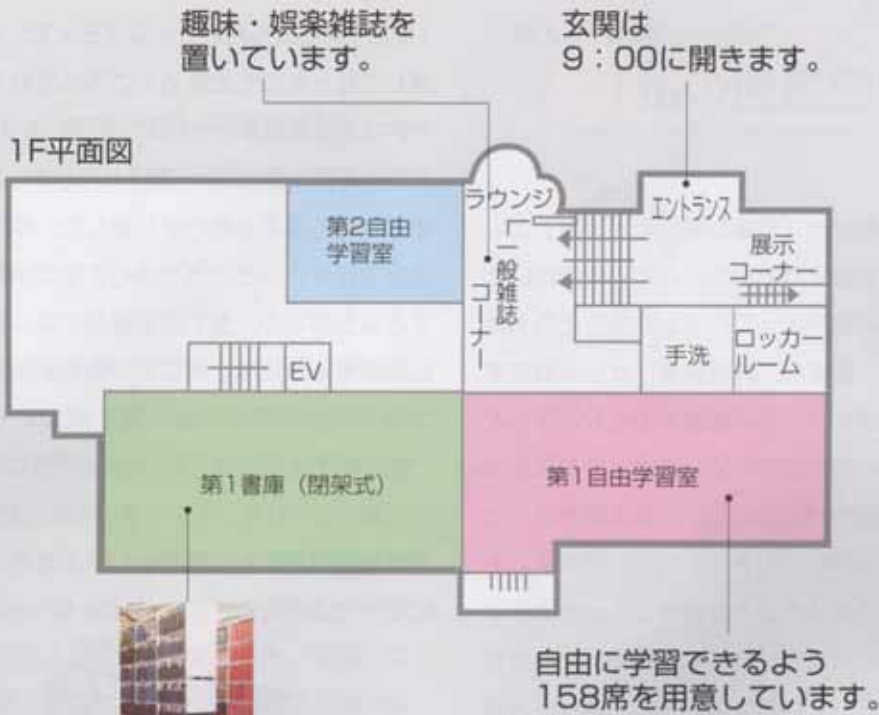 趣味・娯楽雑誌を
置いています。
玄関は
9：00に開きます。
1F平面図
第2自由
学習室
ラウンジ
一般雑誌
コーナー
エントランス
展示
コーナー
手洗
ロッカー
ルーム
EV
第1書庫（閉架式）
第1自由学習室
自由に学習できるよう
158席を用意しています。